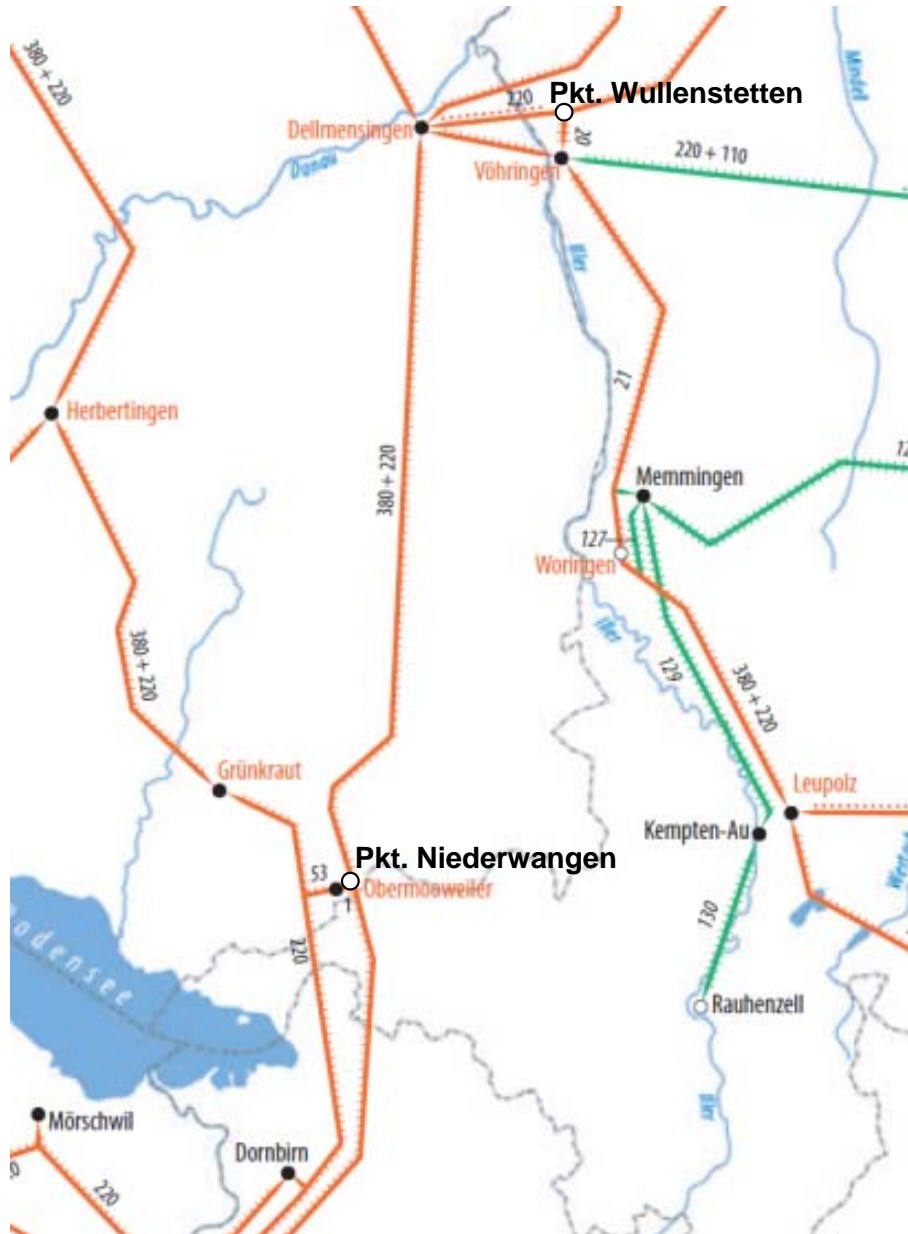 380 + 220
Mindel
220
Pkt. Wullenstetten
Dellmensingen
20
Donau
Vöhringen
220 + 110
Iller
21
Herbertingen
380 + 220
Memmingen
127
Woringen
Iller
380 + 220
129
380 + 220
Grünkraut
Leupolz
Kempten-Au
Pkt. Niederwangen
53
Obermooweiler
1
130
220
Bodensee
Rauhenzell
Iller
Mörschwil
Dornbirn
220